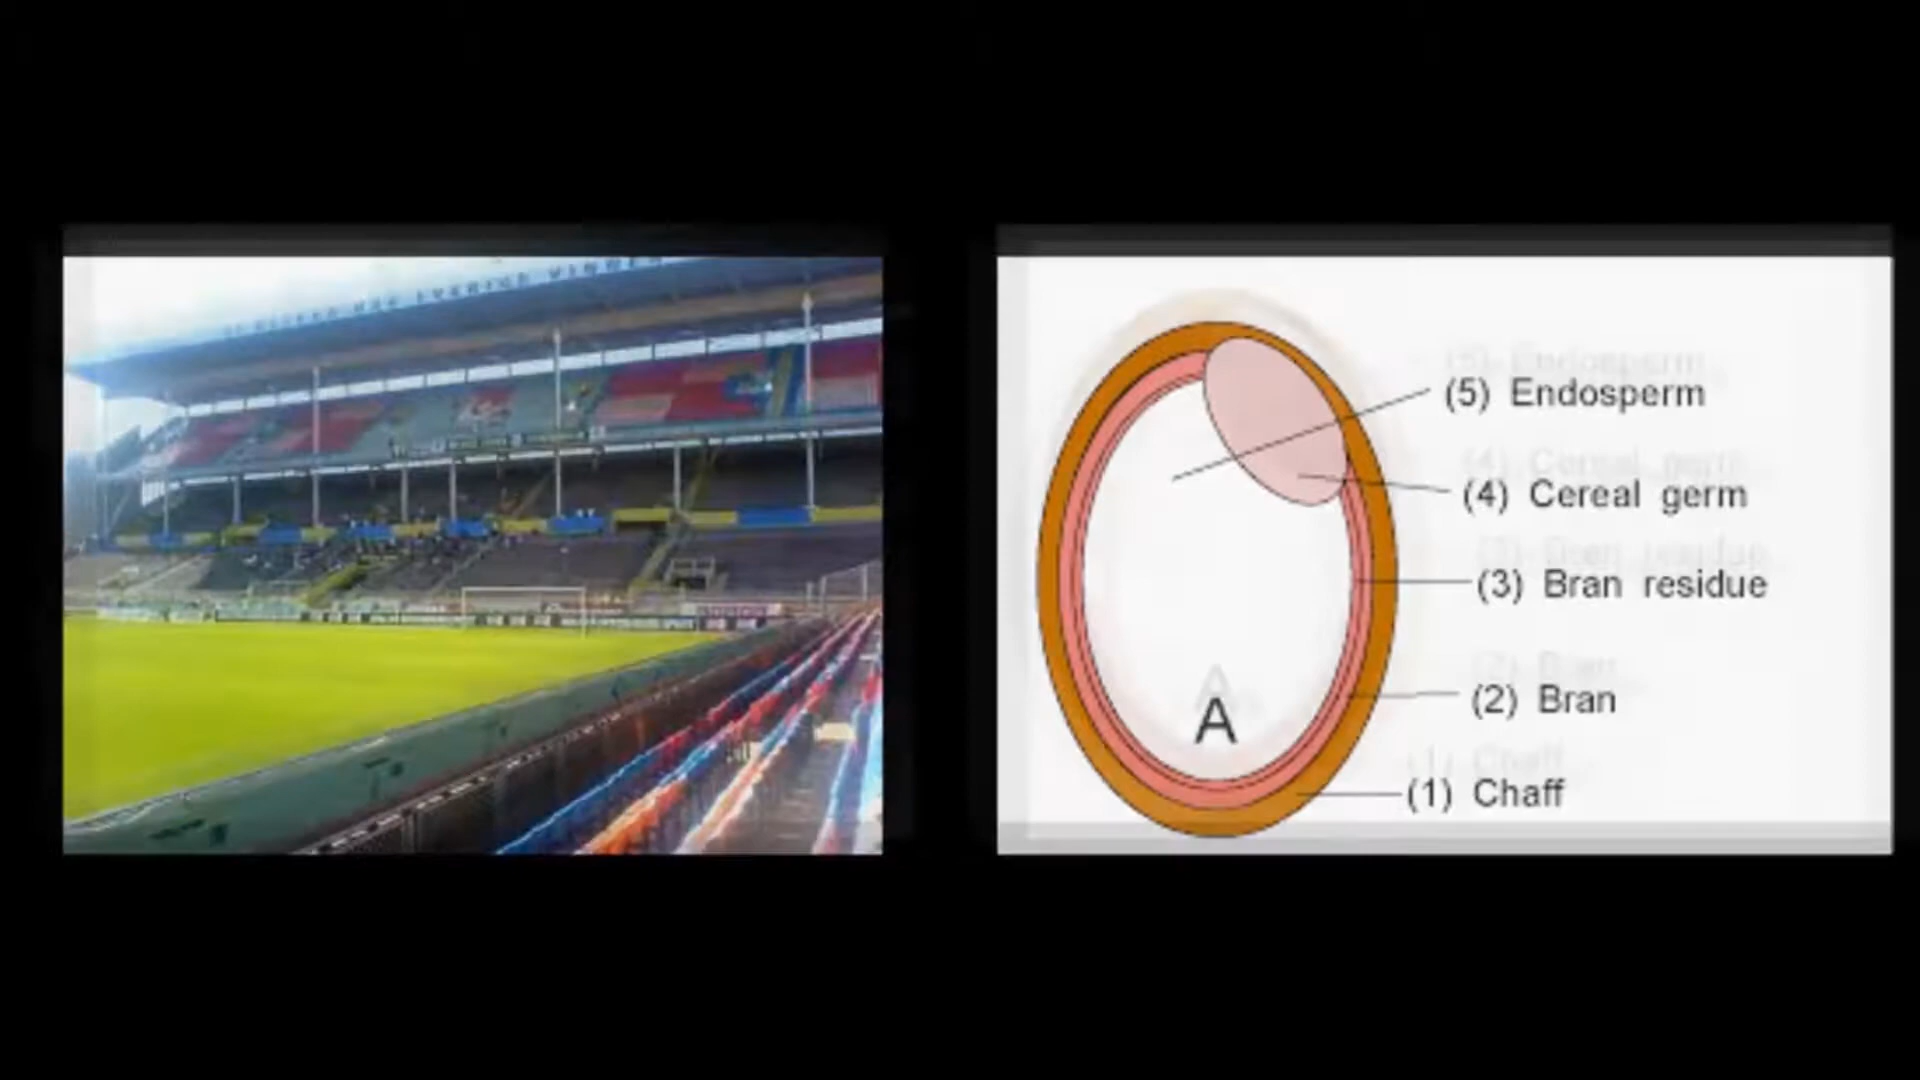 (5) Endosperm
(4) Cereal germ
(3) Bran residue
(2) Bran
A
(1) Chaff